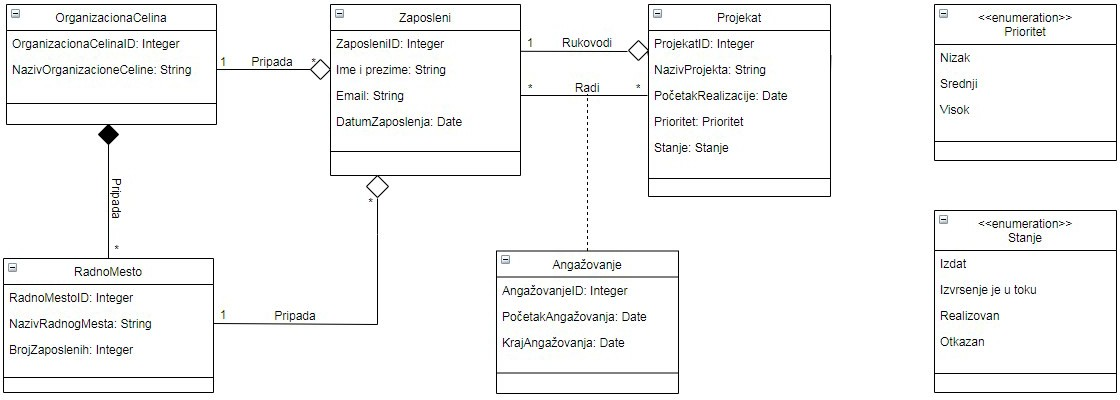 OrganizacionaCelina
OrganizacionaCelinaID: Integer
NazivOrganizacioneCeline: String
1
Pripada
*
Zaposleni
ZaposleniID: Integer
Ime i prezime: String
Email: String
DatumZaposlenja: Date
1
Rukovodi
*
Radi
*
Projekat
ProjekatID: Integer
NazivProjekta: String
PočetakRealizacije: Date
Prioritet: Prioritet
Stanje: Stanje
<<enumeration>>
Prioritet
Nizak
Srednji
Visok
Pripada
*
*
RadnoMesto
RadnoMestoID: Integer
NazivRadnogMesta: String
BrojZaposlenih: Integer
1
Pripada
Angažovanje
AngažovanjeID: Integer
PočetakAngažovanja: Date
KrajAngažovanja: Date
<<enumeration>>
Stanje
Izdat
Izvrsenje je u toku
Realizovan
Otkazan